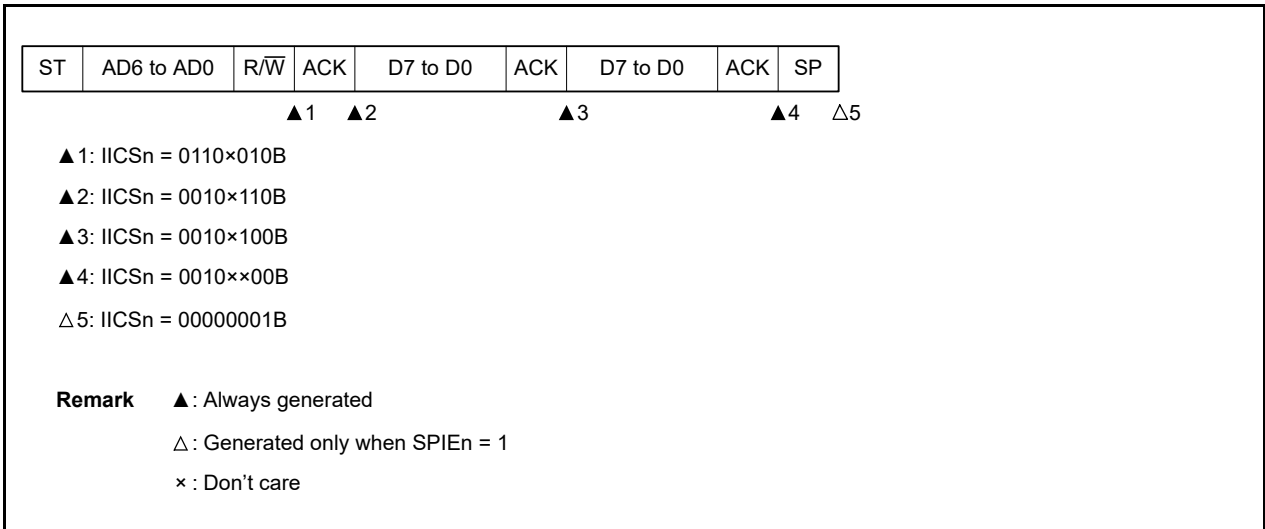 ST AD6 to AD0 R/W̅ ACK D7 to D0 ACK D7 to D0 ACK SP
▲1 ▲2 ▲3 ▲4 △5
▲1: IICSn = 0110×010B
▲2: IICSn = 0010×110B
▲3: IICSn = 0010×100B
▲4: IICSn = 0010××00B
△5: IICSn = 00000001B
Remark ▲: Always generated
△: Generated only when SPIEn = 1
×: Don't care